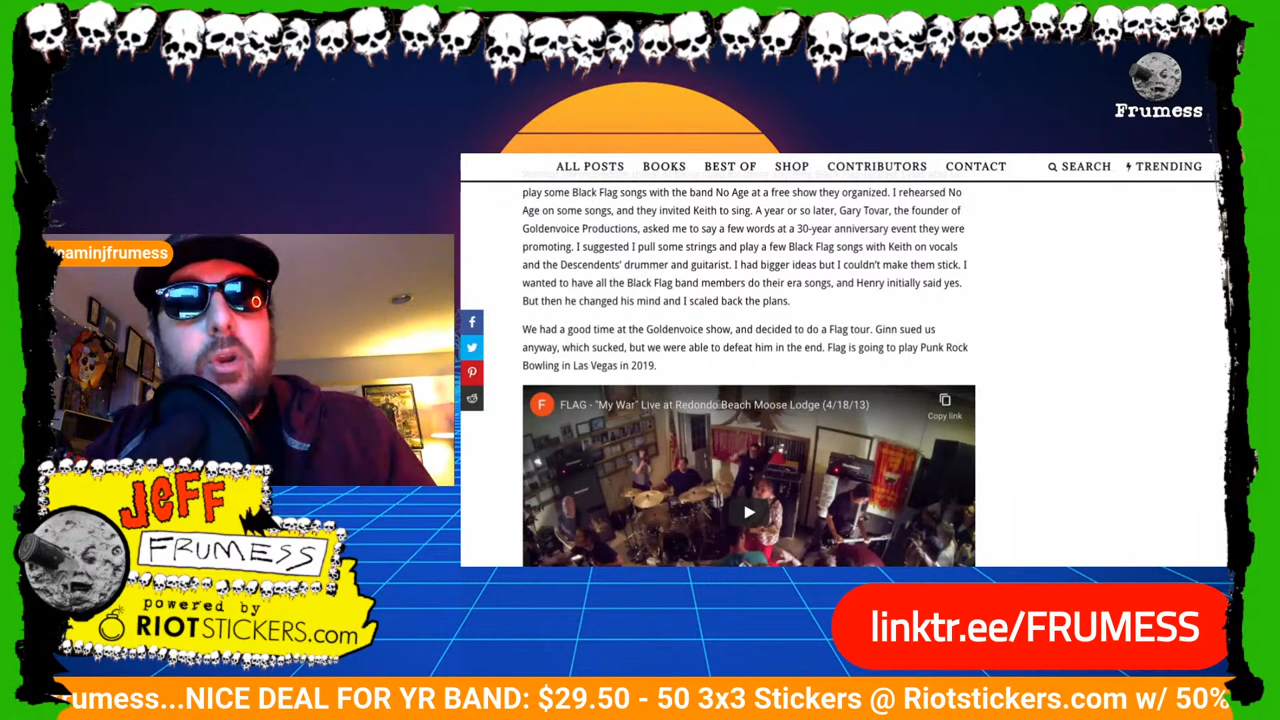 Frumess
ALL POSTS BOOKS BEST OF SHOP CONTRIBUTORS CONTACT SEARCH TRENDING
play some Black Flag songs with the band No Age at a free show they organized. I rehearsed No
Age on some songs, and they invited Keith to sing. A year or so later, Gary Tovar, the founder of
Goldenvoice Productions, asked me to say a few words at a 30-year anniversary event they were
promoting. I suggested I pull some strings and play a few Black Flag songs with Keith on vocals
and the Descendents’ drummer and guitarist. I had bigger ideas but I couldn’t make them stick. I
wanted to have all the Black Flag band members do their era songs, and Henry initially said yes.
But then he changed his mind and I scaled back the plans.
We had a good time at the Goldenvoice show, and decided to do a Flag tour. Ginn sued us
anyway, which sucked, but we were able to defeat him in the end. Flag is going to play Punk Rock
Bowling in Las Vegas in 2019.
F FLAG - "My War" Live at Redondo Beach Moose Lodge (4/18/13)
Copy link
eaminjfrumess
JEFF
FRUMESS
powered by
RIOTSTICKERS.com
linktr.ee/FRUMESS
rumess...NICE DEAL FOR YR BAND: $29.50 - 50 3x3 Stickers @ Riotstickers.com w/ 50%